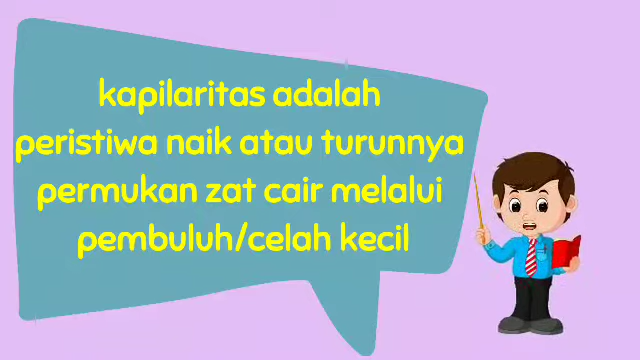 kapilaritas adalah
peristiwa naik atau turunnya
permukan zat cair melalui
pembuluh/celah kecil